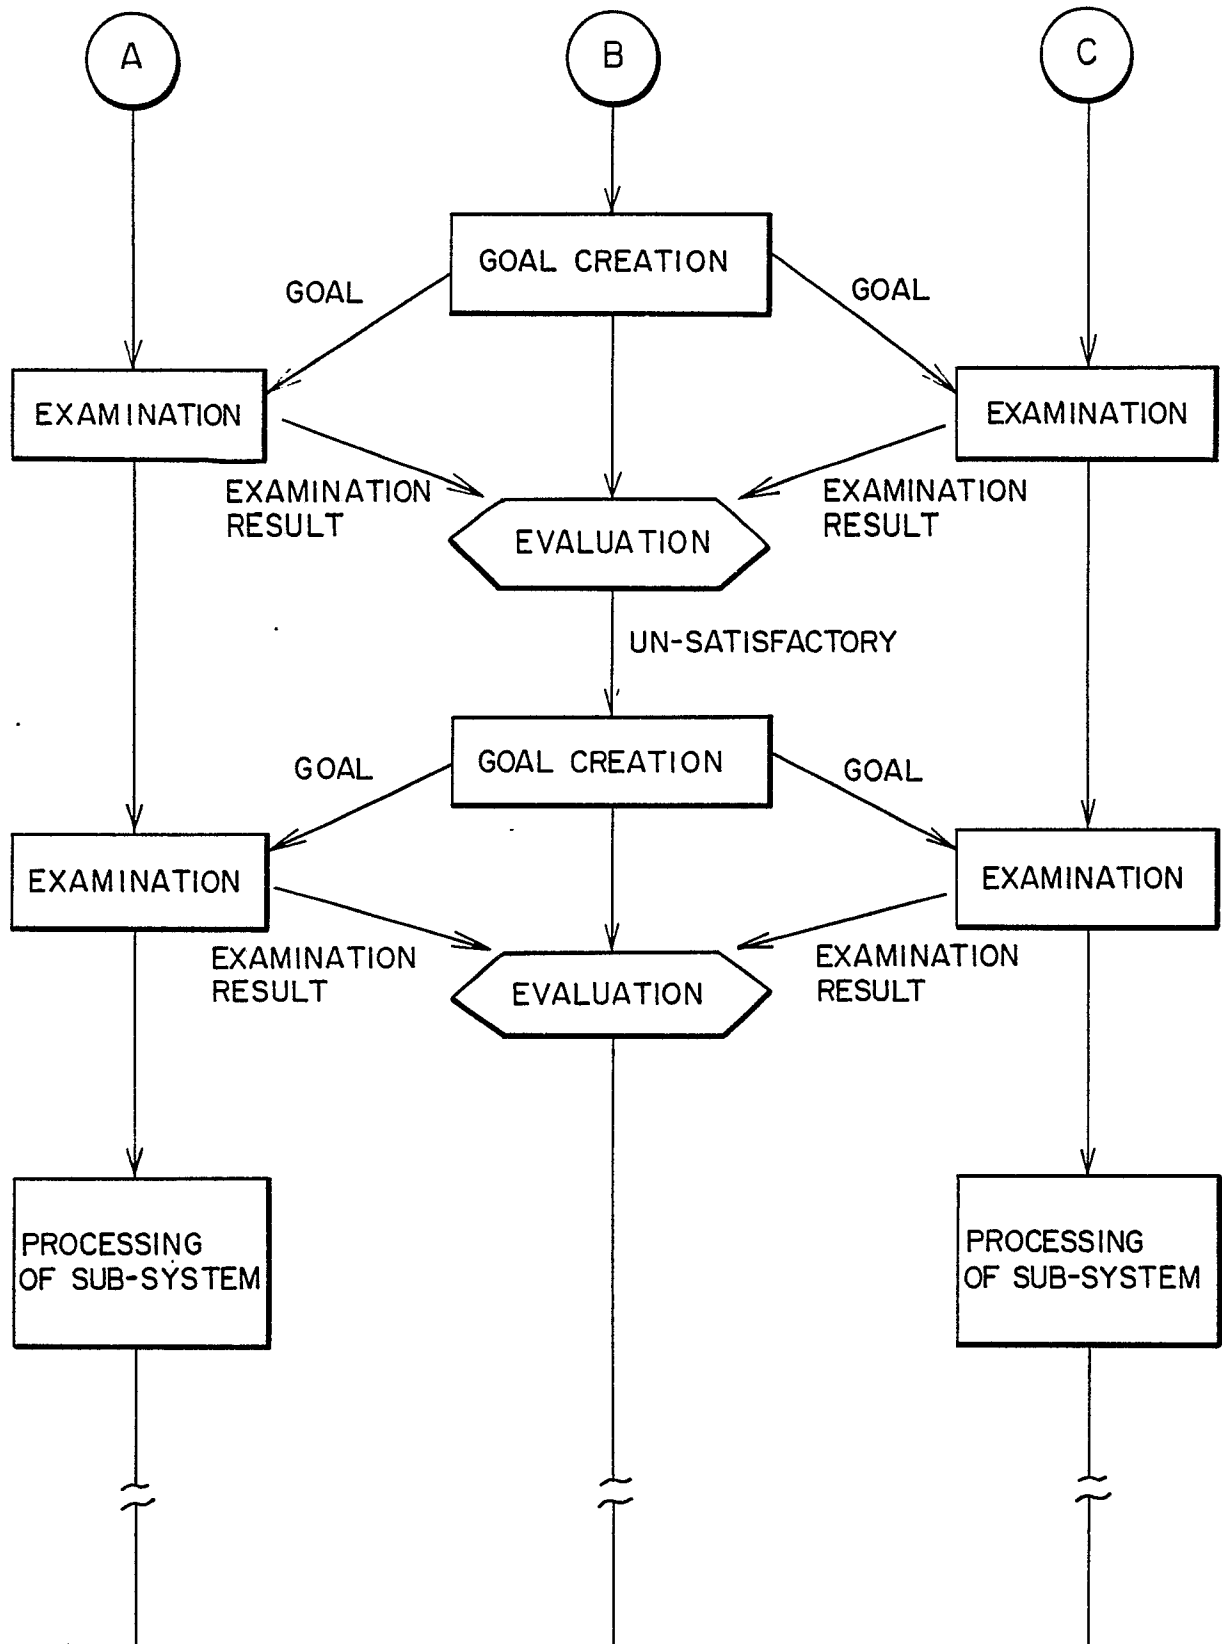 A
B
C
GOAL CREATION
GOAL
GOAL
EXAMINATION
EXAMINATION
EXAMINATION
RESULT
EXAMINATION
RESULT
EVALUATION
UN-SATISFACTORY
GOAL CREATION
GOAL
GOAL
EXAMINATION
EXAMINATION
EXAMINATION
RESULT
EXAMINATION
RESULT
EVALUATION
PROCESSING
OF SUB-SYSTEM
PROCESSING
OF SUB-SYSTEM